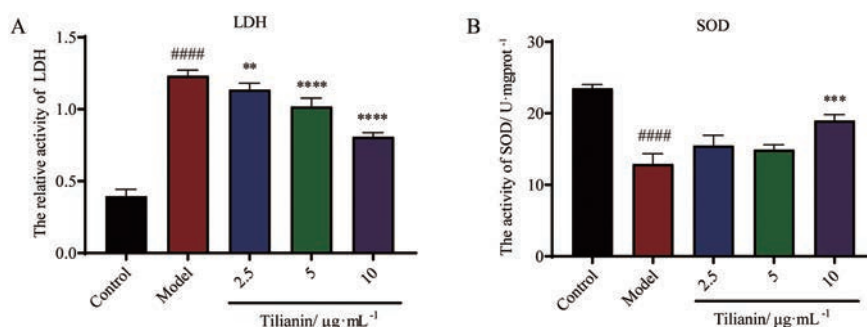 A
LDH
The relative activity of LDH
1.5
1.0
0.5
0.0
####
**
****
****
Control
Model
2.5
5
10
Tilianin/ μg·mL⁻¹
B
SOD
The activity of SOD/ U·mgprot⁻¹
30
20
10
0
####
***
Control
Model
2.5
5
10
Tilianin/ μg·mL⁻¹